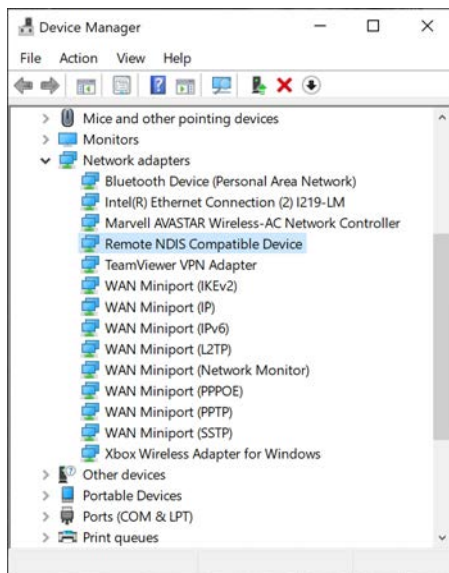 Device Manager
File Action View Help
Mice and other pointing devices
Monitors
Network adapters
Bluetooth Device (Personal Area Network)
Intel(R) Ethernet Connection (2) I219-LM
Marvell AVASTAR Wireless-AC Network Controller
Remote NDIS Compatible Device
TeamViewer VPN Adapter
WAN Miniport (IKEv2)
WAN Miniport (IP)
WAN Miniport (IPv6)
WAN Miniport (L2TP)
WAN Miniport (Network Monitor)
WAN Miniport (PPPOE)
WAN Miniport (PPTP)
WAN Miniport (SSTP)
Xbox Wireless Adapter for Windows
Other devices
Portable Devices
Ports (COM & LPT)
Print queues